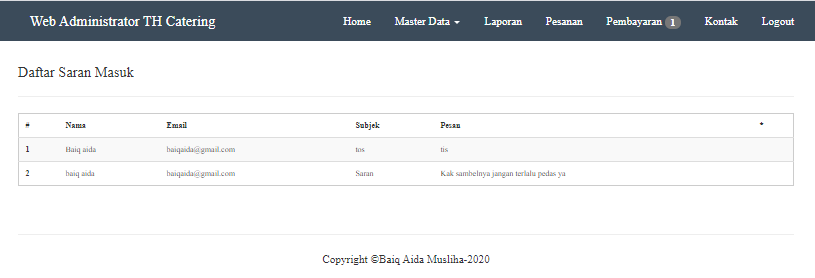 Web Administrator TH Catering Home Master Data Laporan Pesanan Pembayaran 1 Kontak Logout
Daftar Saran Masuk
# Nama Email Subjek Pesan *
1 Baiq aida baiqaida@gmail.com tos tis
2 baiq aida baiqaida@gmail.com Saran Kak sambelnya jangan terlalu pedas ya
Copyright ©Baiq Aida Musliha-2020